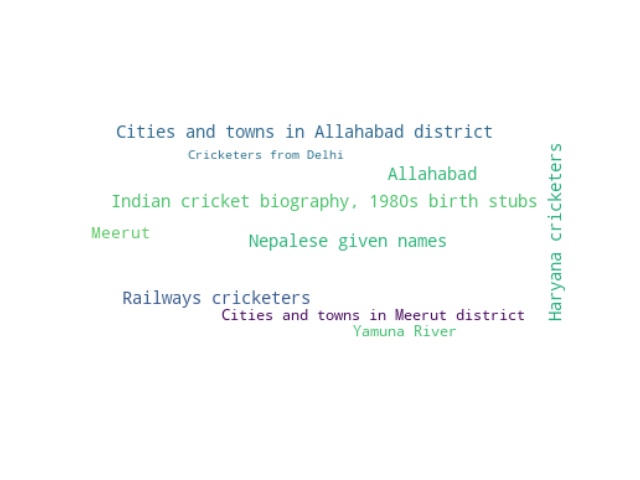 Cities and towns in Allahabad district
Cricketers from Delhi
Allahabad
Indian cricket biography, 1980s birth stubs
Meerut
Nepalese given names
Haryana cricketers
Railways cricketers
Cities and towns in Meerut district
Yamuna River